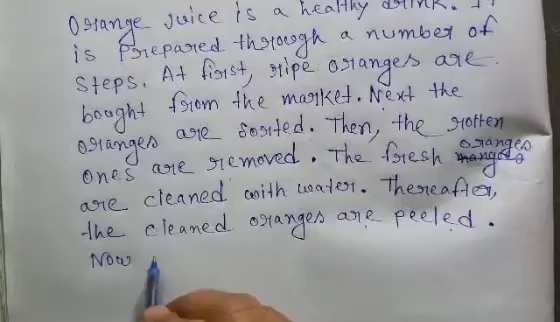 Orange juice is a healthy drink. It
is prepared through a number of
steps. At first, ripe oranges are
bought from the market. Next the
oranges are sorted. Then, the rotten
ones are removed. The fresh oranges
are cleaned with water. Thereafter,
the cleaned oranges are peeled.
Now